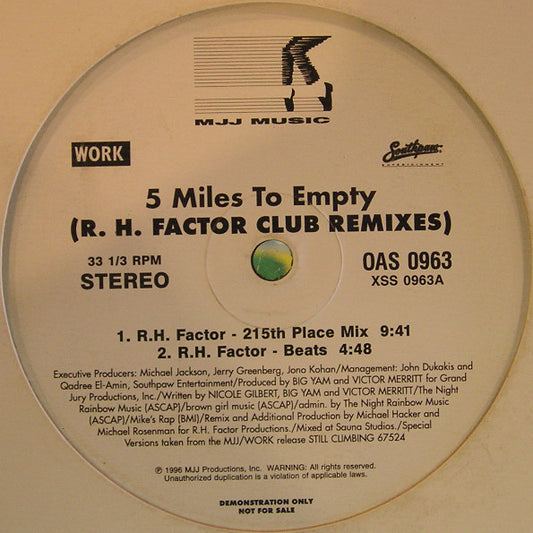 MJJ MUSIC
WORK
Southpaw
ENTERTAINMENT
5 Miles To Empty
(R. H. FACTOR CLUB REMIXES)
33 1/3 RPM
STEREO
OAS 0963
XSS 0963A
1. R.H. Factor - 215th Place Mix 9:41
2. R.H. Factor - Beats 4:48
Executive Producers: Michael Jackson, Jerry Greenberg, Jono Kohan/Management: John Dukakis and
Qadree El-Amin, Southpaw Entertainment/Produced by BIG YAM and VICTOR MERRITT for Grand
Jury Productions, Inc./Written by NICOLE GILBERT, BIG YAM and VICTOR MERRITT/The Night
Rainbow Music (ASCAP)/brown girl music (ASCAP)/admin. by The Night Rainbow Music
(ASCAP)/Mike's Rap (BMI)/Remix and Additional Production by Michael Hacker and
Michael Rosenman for R.H. Factor Productions./Mixed at Sauna Studios./Special
Versions taken from the MJJ/WORK release STILL CLIMBING 67524
℗ 1996 MJJ Productions, Inc. WARNING: All rights reserved.
Unauthorized duplication is a violation of applicable laws.
DEMONSTRATION ONLY
NOT FOR SALE